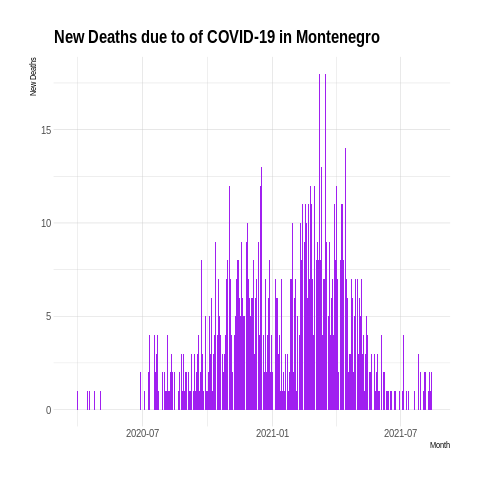 New Deaths due to of COVID-19 in Montenegro
New Deaths
15
10
5
0
2020-07
2021-01
2021-07
Month